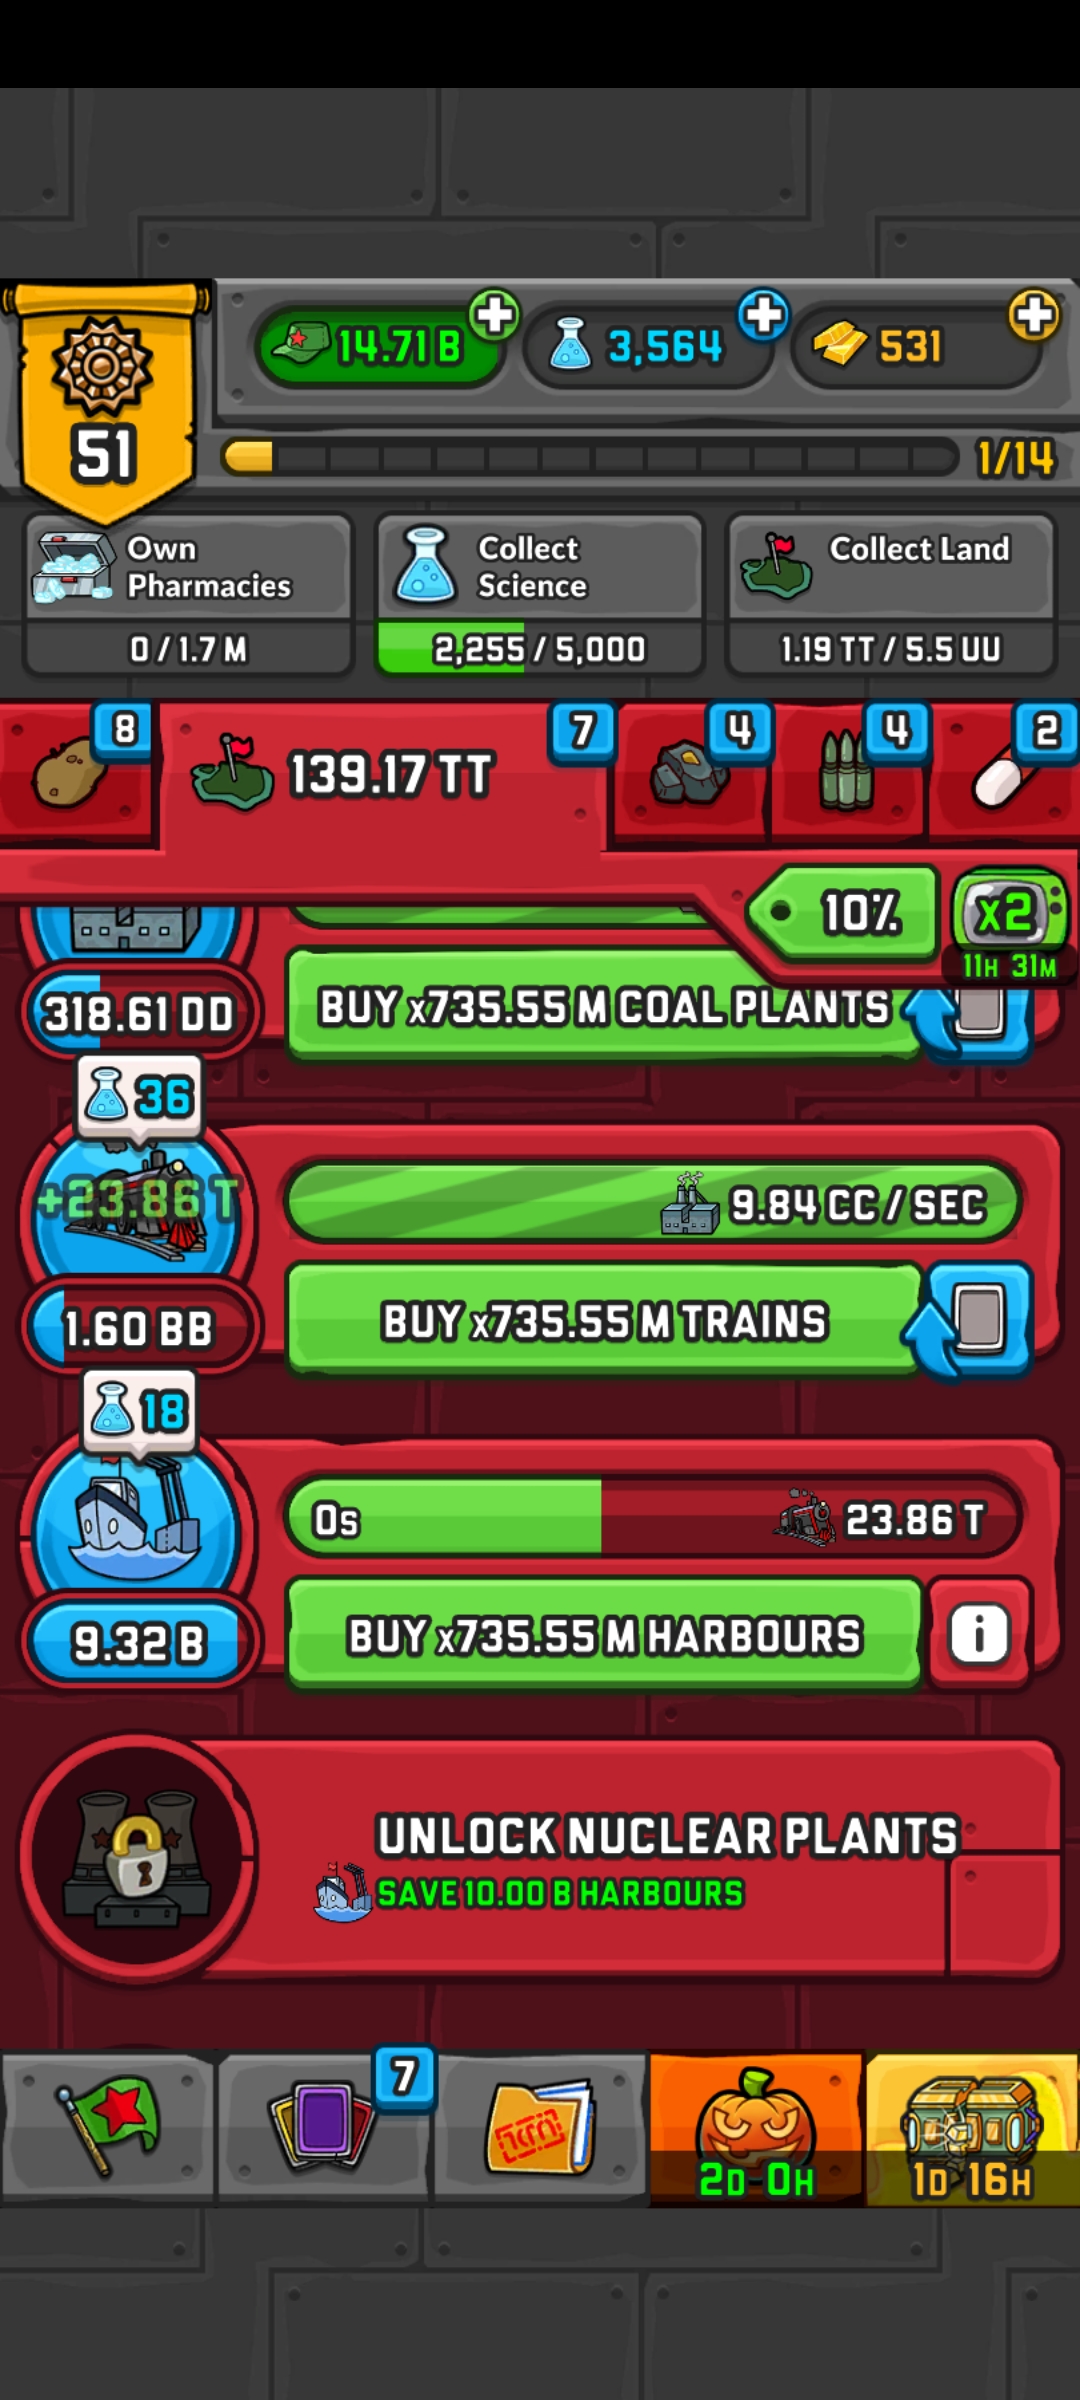 14.71 B
3,564
531
51
1/14
Own
Pharmacies
0 / 1.7 M
Collect
Science
2,255 / 5,000
Collect Land
1.19 TT / 5.5 UU
8
139.17 TT
7
4
4
2
10%
x2
11H 31M
318.61 DD
BUY x735.55 M COAL PLANTS
36
+23.86 T
9.84 CC / SEC
1.60 BB
BUY x735.55 M TRAINS
18
0s
23.86 T
9.32 B
BUY x735.55 M HARBOURS
i
UNLOCK NUCLEAR PLANTS
SAVE 10.00 B HARBOURS
7
2D 0H
1D 16H